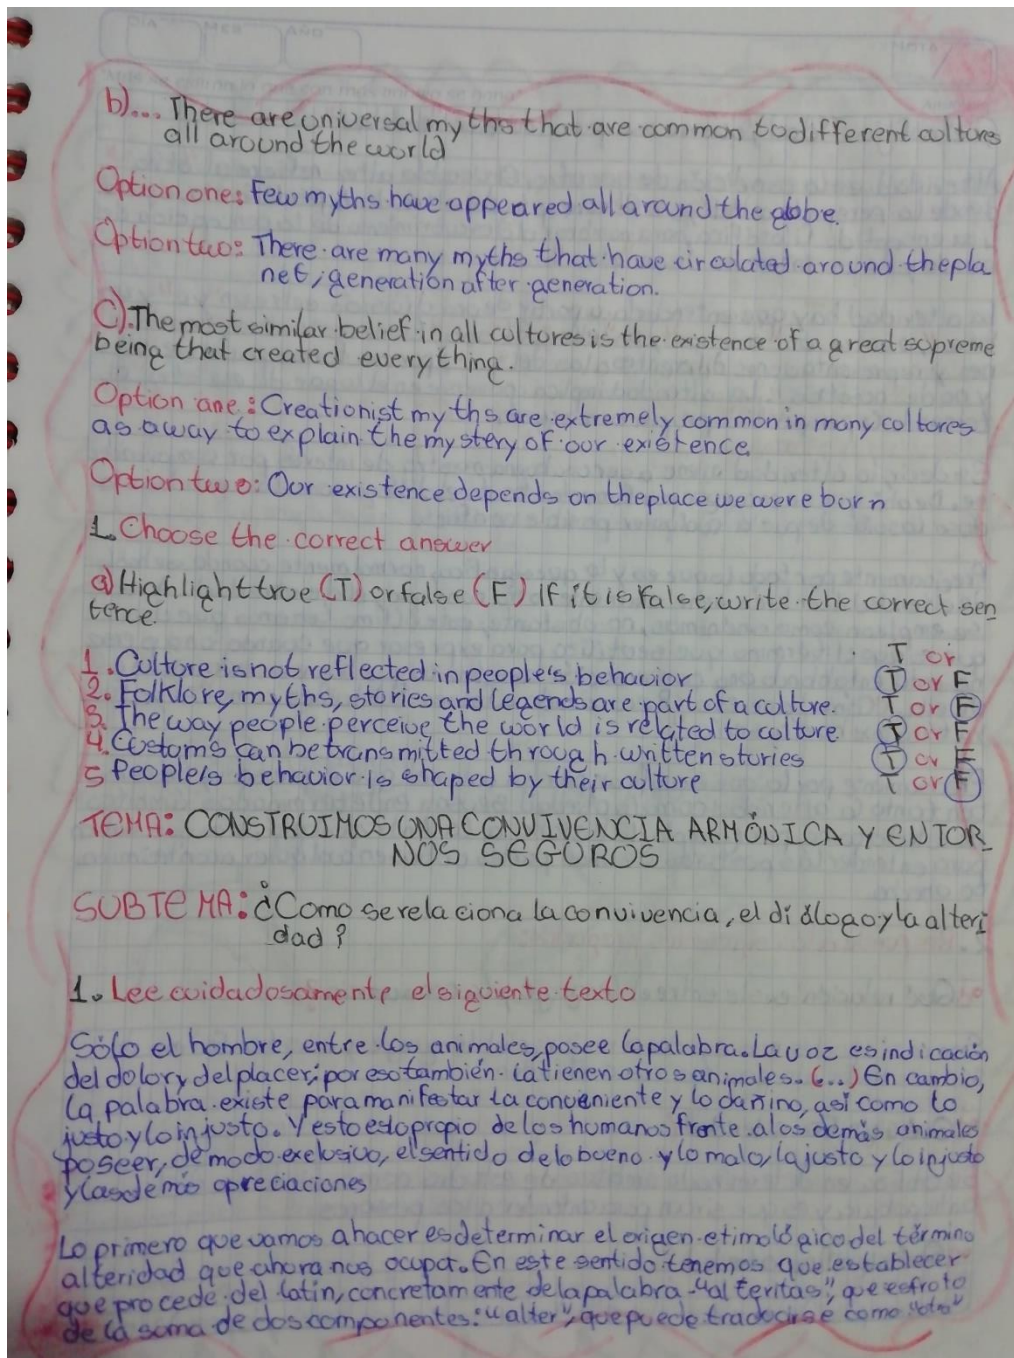 b)... There are universal myths that are common to different cultures
all around the world
Option one: Few myths have appeared all around the globe.
Option two: There are many myths that have circulated around the pla
net, generation after generation.
C). The most similar belief in all cultures is the existence of a great supreme
being that created everything.
Option one: Creationist myths are extremely common in many cultures
as a way to explain the mystery of our existence
Option two: Our existence depends on the place we were born
1. Choose the correct answer
a) Highlight true (T) or false (F) If it is false, write the correct sen
tence.
T or
1. Culture is not reflected in people's behavior T or F
2. Folklore, myths, stories and legends are part of a culture. T or F
3. The way people perceive the world is related to culture T or F
4. Customs can be transmitted through written stories T or F
5 People's behavior is shaped by their culture T or F
TEMA: CONSTRUIMOS UNA CONVIVENCIA ARMÓNICA Y ENTOR_
NOS SEGUROS
SUBTEMA: ¿Como se relaciona la convivencia, el diálogo y la alteri
dad?
1. Lee cuidadosamente el siguiente texto
Sólo el hombre, entre los animales, posee la palabra. La voz es indicación
del dolor y del placer; por eso también la tienen otros animales. (...) En cambio,
la palabra existe para manifestar la conveniente y lo dañino, así como lo
justo y lo injusto. Y esto es lo propio de los humanos frente a los demás animales
poseer, de modo exclusivo, el sentido de lo bueno y lo malo, la justo y lo injusto
y las demás apreciaciones
Lo primero que vamos a hacer es determinar el origen etimológico del término
alteridad que ahora nos ocupa. En este sentido tenemos que establecer
que procede del latín, concretamente de la palabra "alteritas", que es fruto
de la suma de dos componentes: "alter", que puede traducirse como "otro"